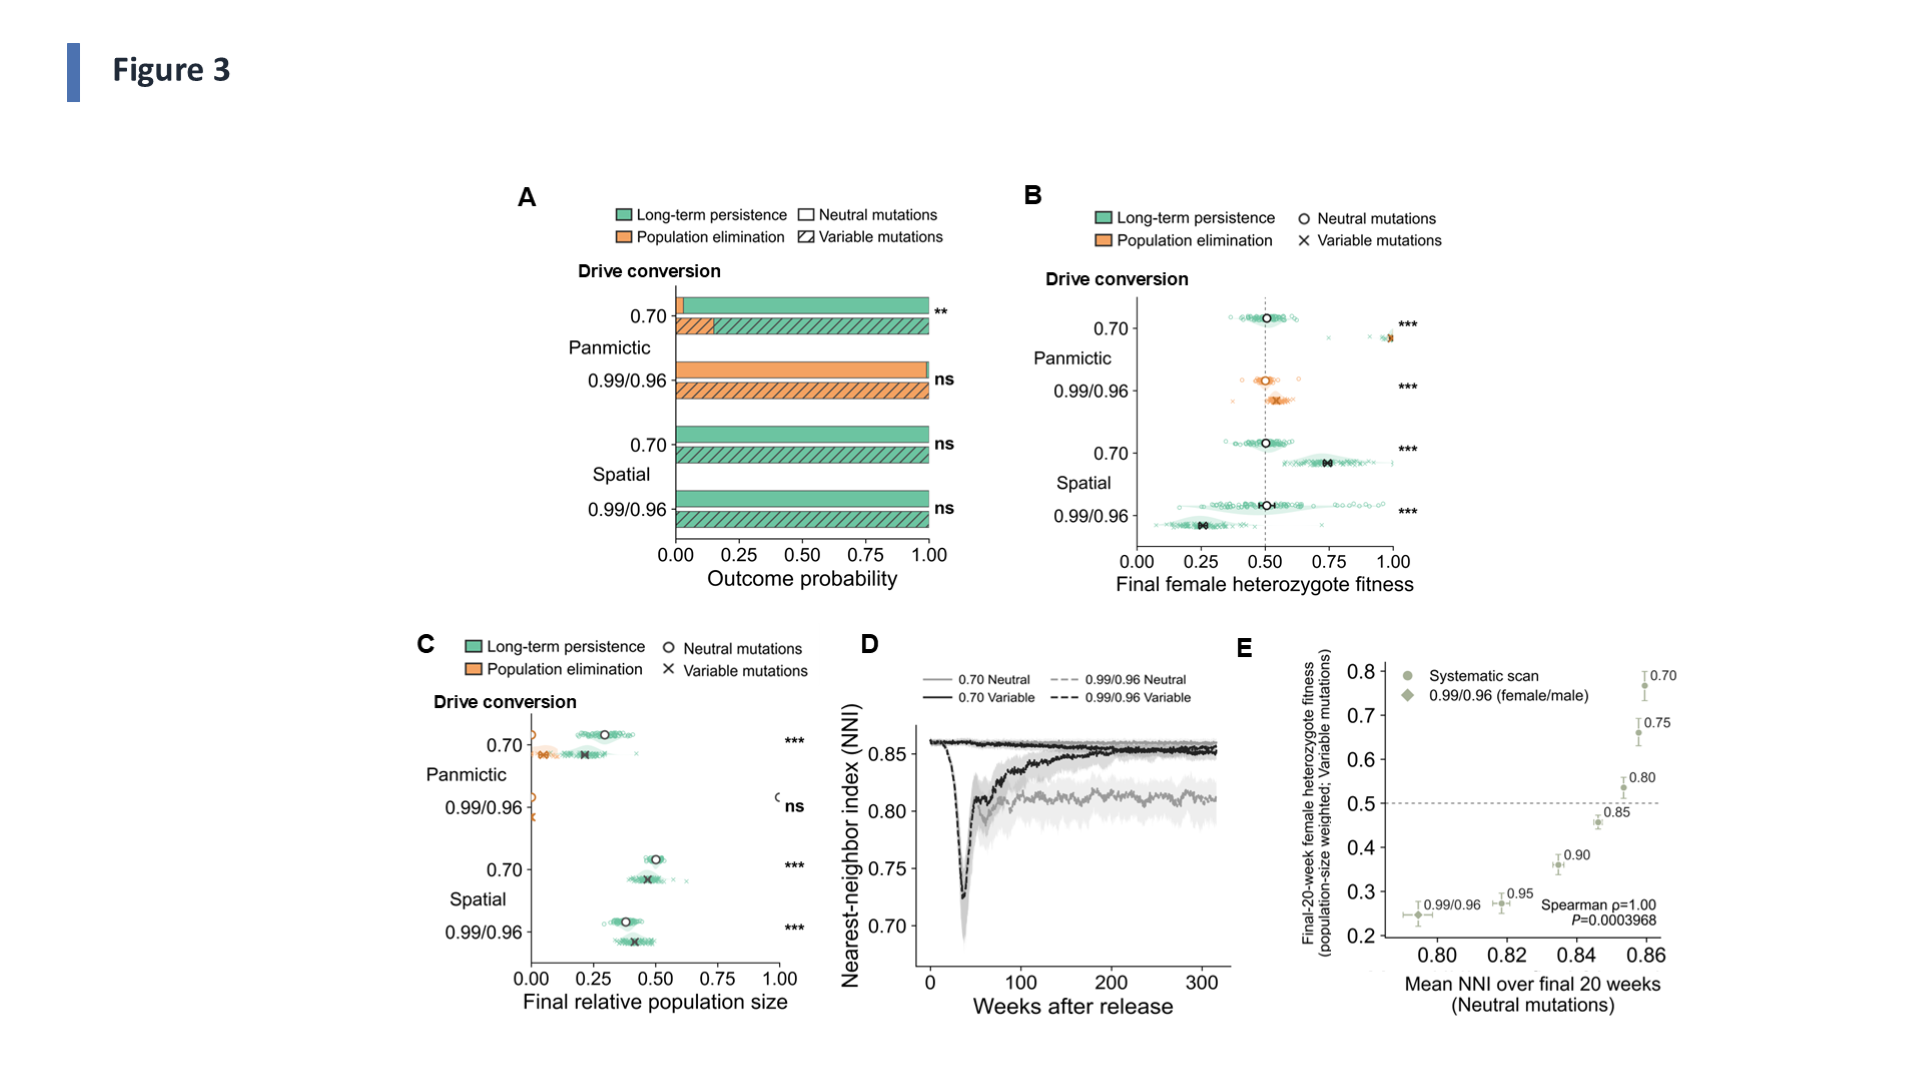 Figure 3
A
Long-term persistence Neutral mutations
Population elimination Variable mutations
Drive conversion
0.70
**
Panmictic
0.99/0.96
ns
0.70
ns
Spatial
0.99/0.96
ns
0.00 0.25 0.50 0.75 1.00
Outcome probability
B
Long-term persistence Neutral mutations
Population elimination Variable mutations
Drive conversion
0.70
***
Panmictic
0.99/0.96
***
0.70
***
Spatial
0.99/0.96
***
0.00 0.25 0.50 0.75 1.00
Final female heterozygote fitness
C
Long-term persistence Neutral mutations
Population elimination Variable mutations
Drive conversion
0.70
***
Panmictic
0.99/0.96
ns
0.70
***
Spatial
0.99/0.96
***
0.00 0.25 0.50 0.75 1.00
Final relative population size
D
0.70 Neutral 0.99/0.96 Neutral
0.70 Variable 0.99/0.96 Variable
Nearest-neighbor index (NNI)
0.85
0.80
0.75
0.70
0 100 200 300
Weeks after release
E
Final-20-week female heterozygote fitness
(population-size weighted; Variable mutations)
0.8
0.7
0.6
0.5
0.4
0.3
0.2
Systematic scan
0.99/0.96 (female/male)
0.70
0.75
0.80
0.85
0.90
0.95
0.99/0.96
Spearman ρ=1.00
P=0.0003968
0.80 0.82 0.84 0.86
Mean NNI over final 20 weeks
(Neutral mutations)